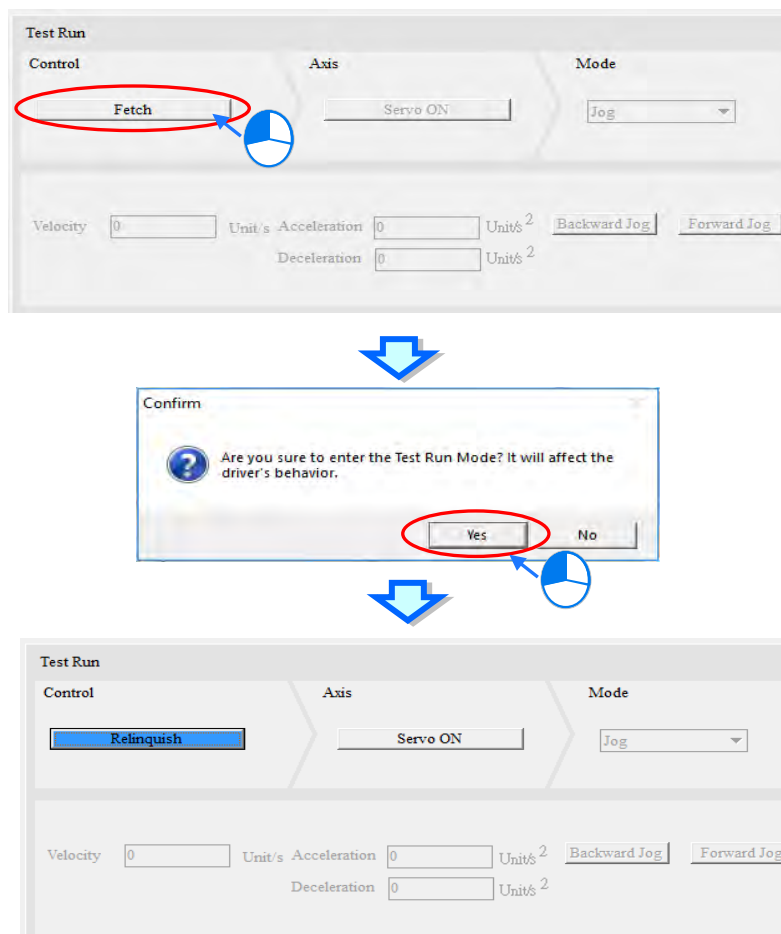 Test Run
Control Axis Mode
Fetch Servo ON Jog
Velocity 0 Unit/s Acceleration 0 Unit/s 2 Backward Jog Forward Jog
Deceleration 0 Unit/s 2
Confirm
Are you sure to enter the Test Run Mode? It will affect the
driver's behavior.
Yes No
Test Run
Control Axis Mode
Relinquish Servo ON Jog
Velocity 0 Unit/s Acceleration 0 Unit/s 2 Backward Jog Forward Jog
Deceleration 0 Unit/s 2